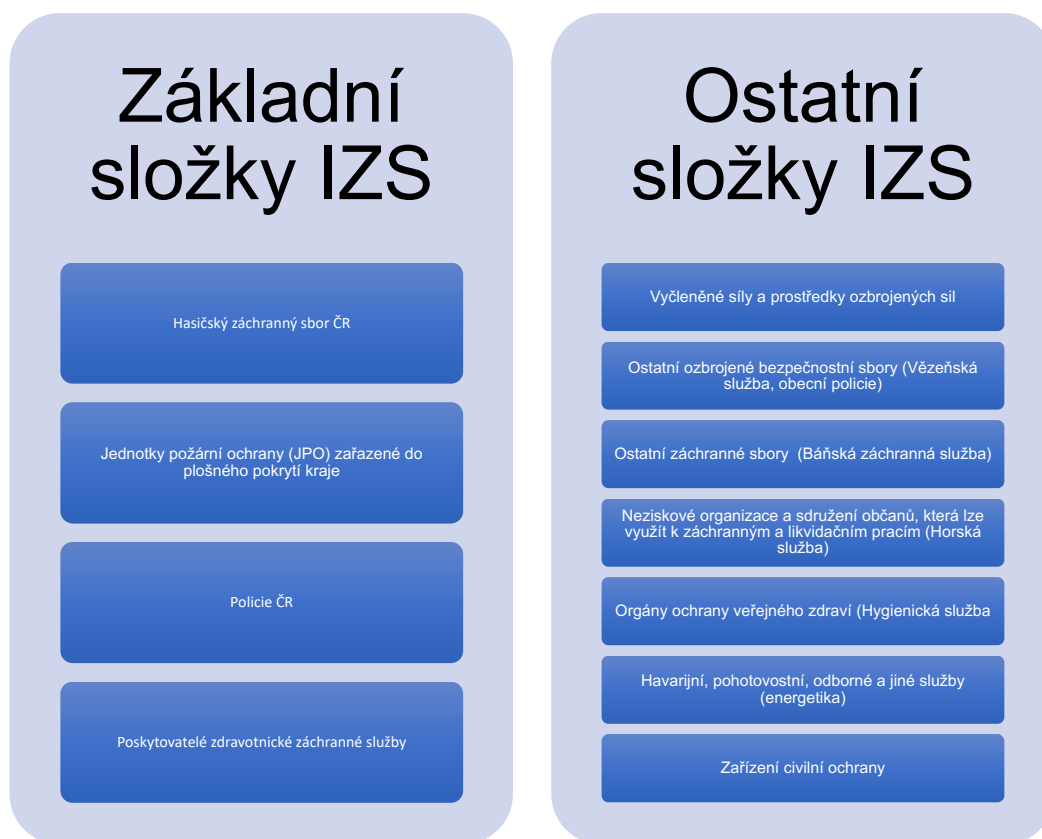 Základní
složky IZS
Hasičský záchranný sbor ČR
Jednotky požární ochrany (JPO) zařazené do
plošného pokrytí kraje
Policie ČR
Poskytovatelé zdravotnické záchranné služby
Ostatní
složky IZS
Vyčleněné síly a prostředky ozbrojených sil
Ostatní ozbrojené bezpečnostní sbory (Vězeňská
služba, obecní policie)
Ostatní záchranné sbory  (Báňská záchranná služba)
Neziskové organizace a sdružení občanů, která lze
využít k záchranným a likvidačním pracím (Horská
služba)
Orgány ochrany veřejného zdraví (Hygienická služba
Havarijní, pohotovostní, odborné a jiné služby
(energetika)
Zařízení civilní ochrany